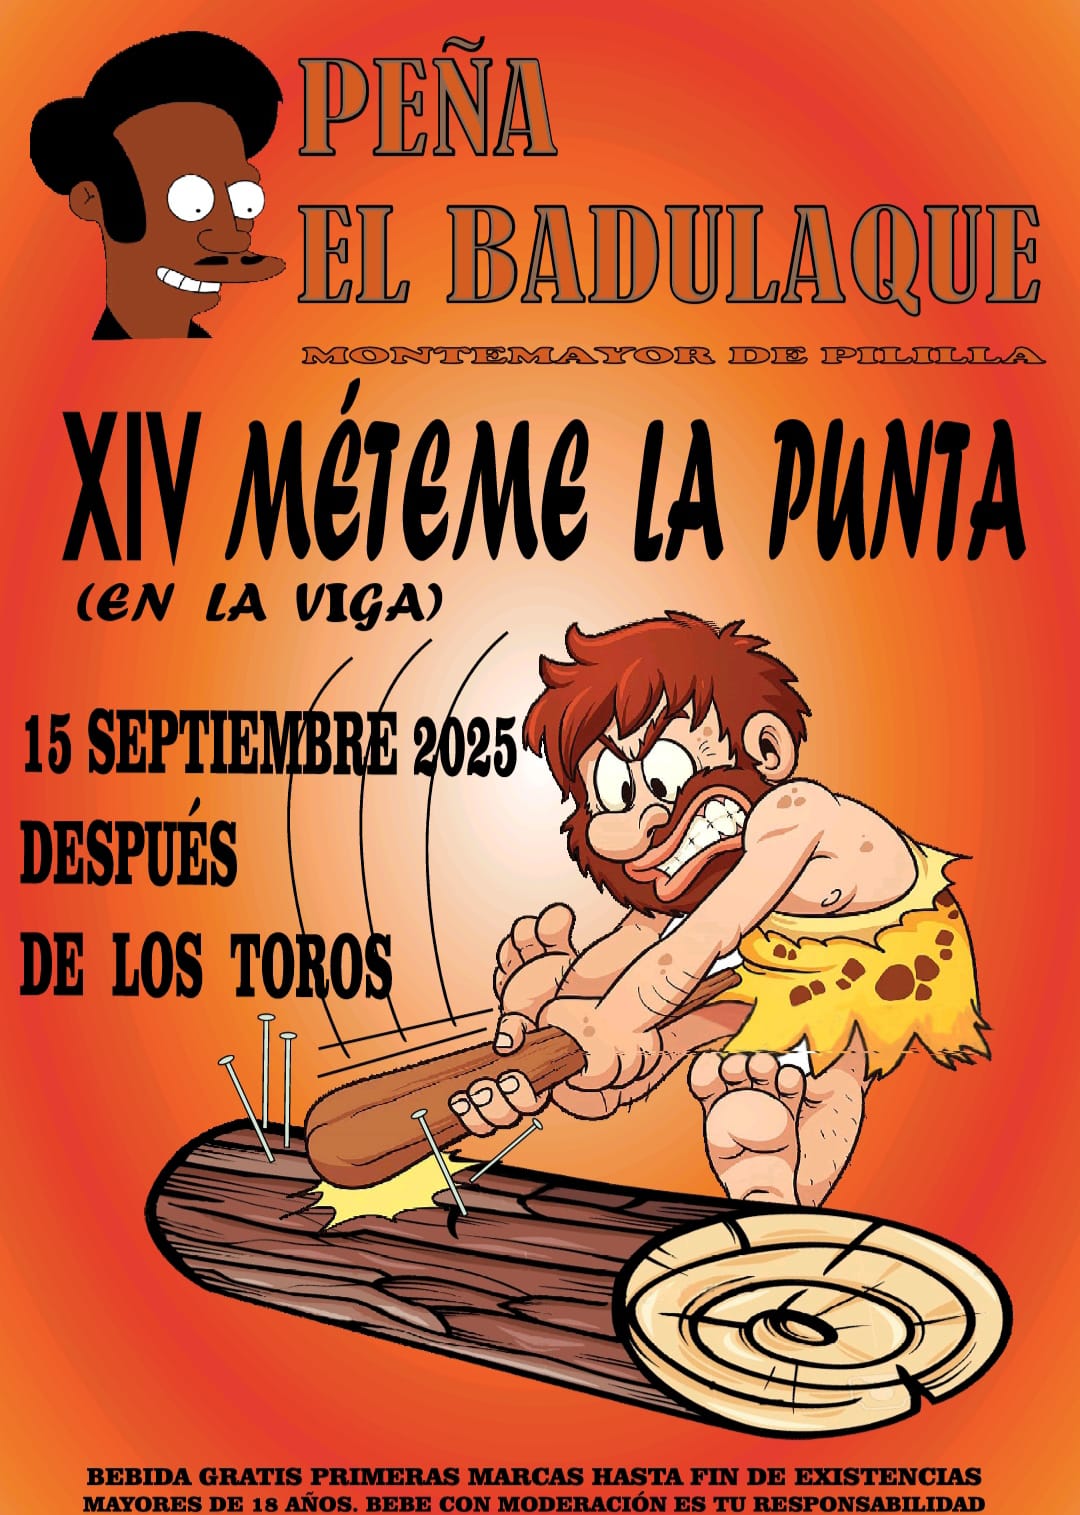 PEÑA
EL BADULAQUE
MONTEMAYOR DE PILILLA
XIV MÉTEME LA PUNTA
(EN LA VIGA)
15 SEPTIEMBRE 2025
DESPUÉS
DE LOS TOROS
BEBIDA GRATIS PRIMERAS MARCAS HASTA FIN DE EXISTENCIAS
MAYORES DE 18 AÑOS. BEBE CON MODERACIÓN ES TU RESPONSABILIDAD